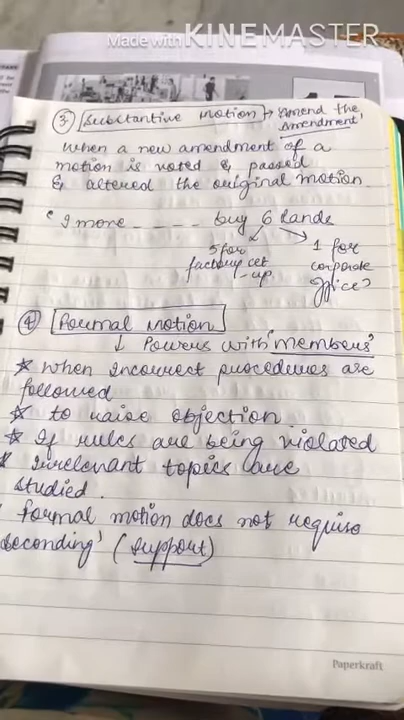 Made with KINEMASTER
③ Substantive motion → Amend the
Amendment'
When a new amendment of a
motion is voted & passed
& altered the original motion.
"I move _ _ _ _ _ buy 6 lands
5 for
factory set
-up
1 for
corporate
office"
④ Formal Motion
↓ Powers with 'members'
* When incorrect procedures are
followed
* to raise objection
* If rules are being violated
* Irrelevant topics are
studied.
formal motion does not require
seconding' (support)
Paperkraft